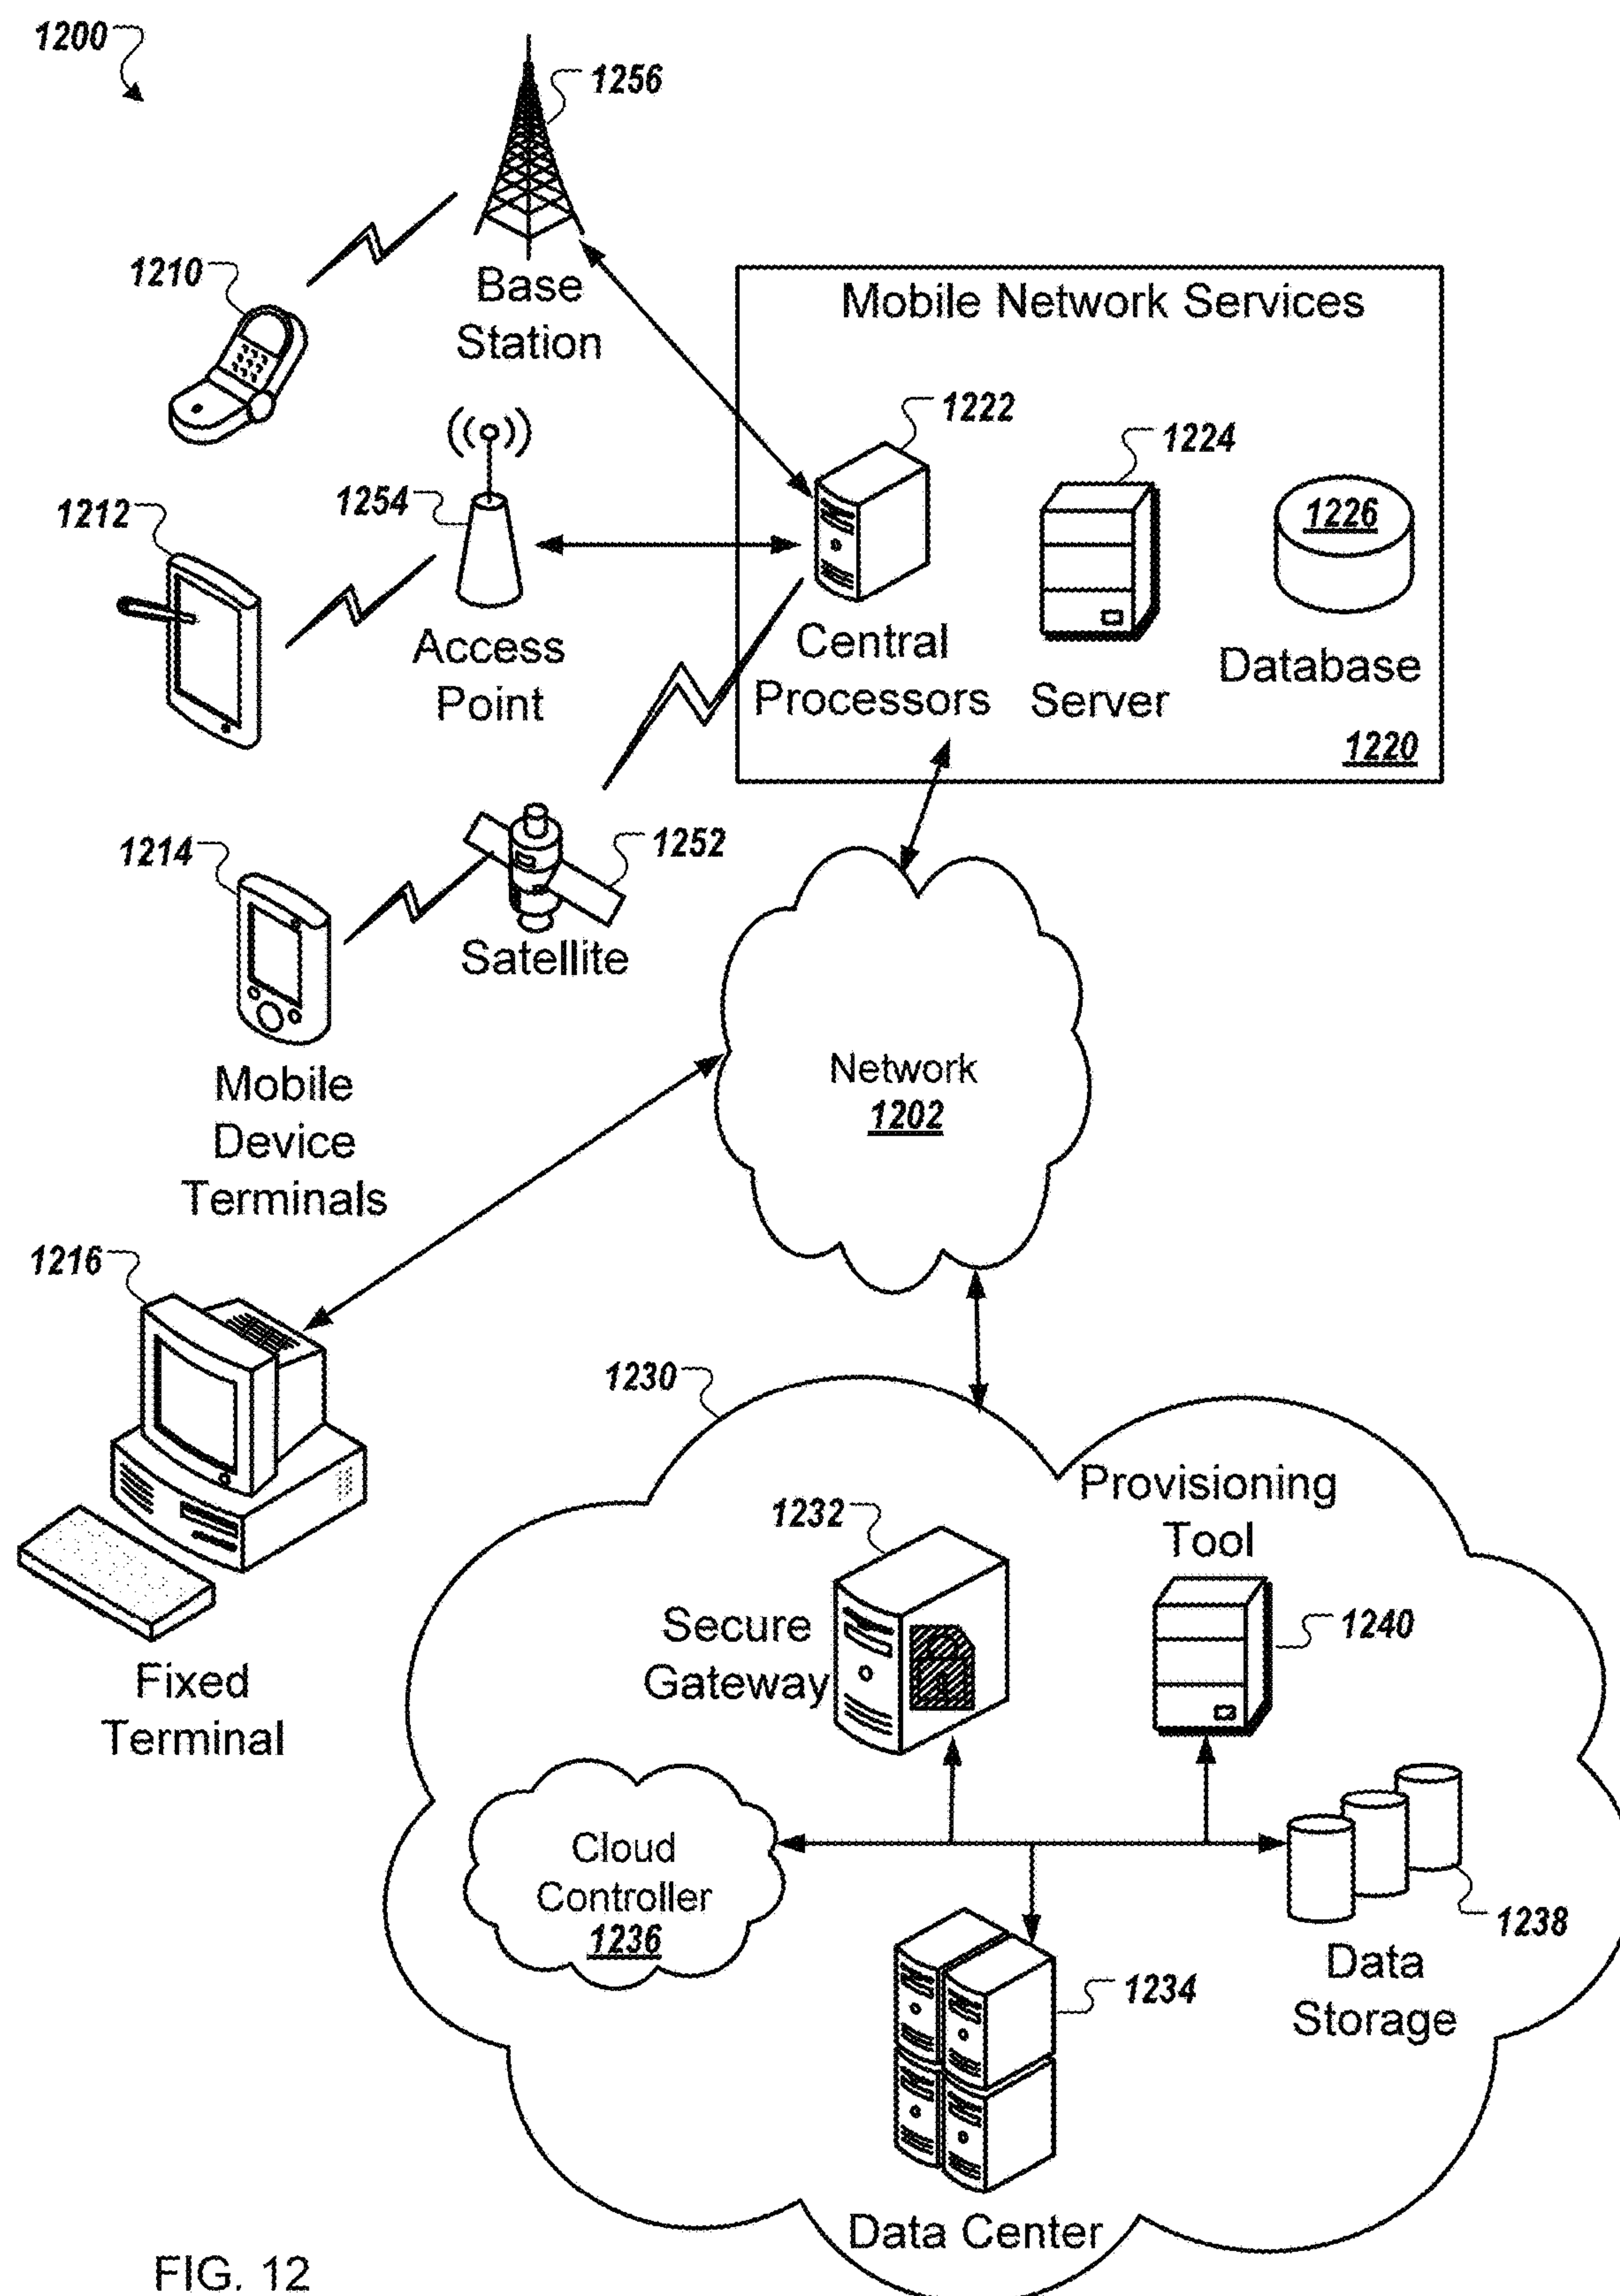 1200
1256
Base
Station
1210
Mobile Network Services
1222
1224
1226
1254
1212
Access
Point
Central
Processors
Server
Database
1220
1214
1252
Satellite
Mobile
Device
Terminals
Network
1202
1216
Fixed
Terminal
1230
Provisioning
Tool
1232
Secure
Gateway
1240
Cloud
Controller
1236
1238
Data
Storage
1234
Data Center
FIG. 12